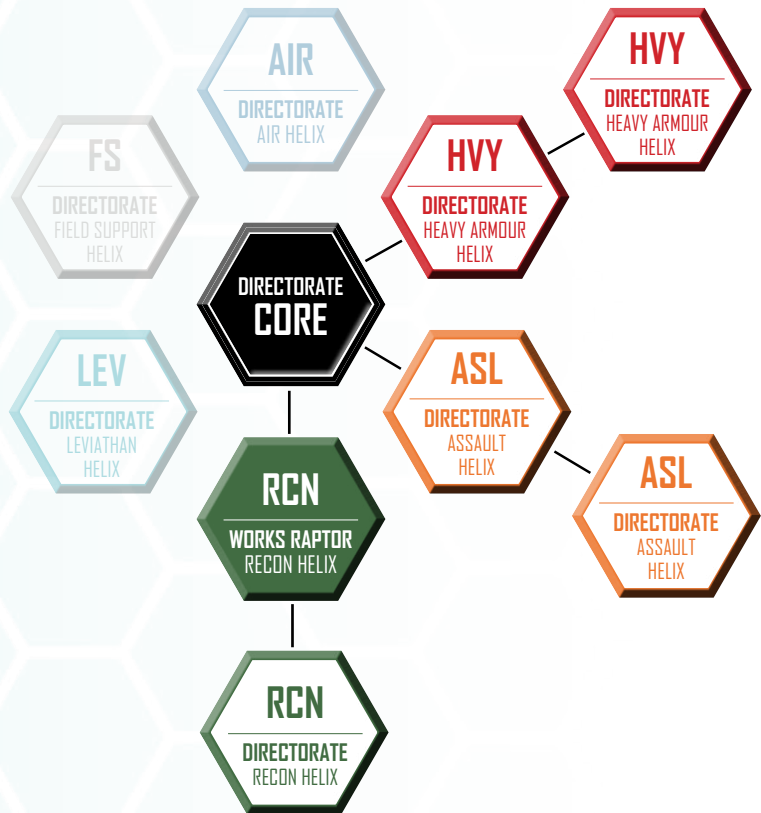 AIR
DIRECTORATE
AIR HELIX
HVY
DIRECTORATE
HEAVY ARMOUR
HELIX
FS
DIRECTORATE
FIELD SUPPORT
HELIX
HVY
DIRECTORATE
HEAVY ARMOUR
HELIX
DIRECTORATE
CORE
LEV
DIRECTORATE
LEVIATHAN
HELIX
ASL
DIRECTORATE
ASSAULT
HELIX
RCN
WORKS RAPTOR
RECON HELIX
ASL
DIRECTORATE
ASSAULT
HELIX
RCN
DIRECTORATE
RECON HELIX